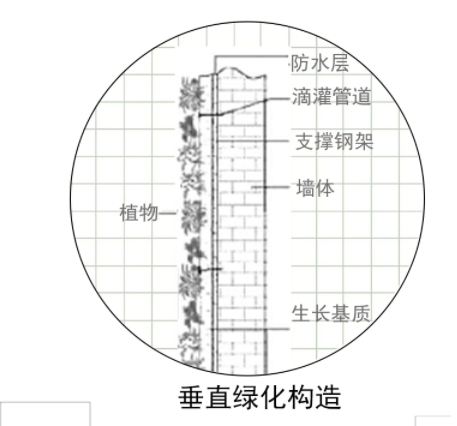 防水层
滴灌管道
支撑钢架
墙体
植物
生长基质
垂直绿化构造